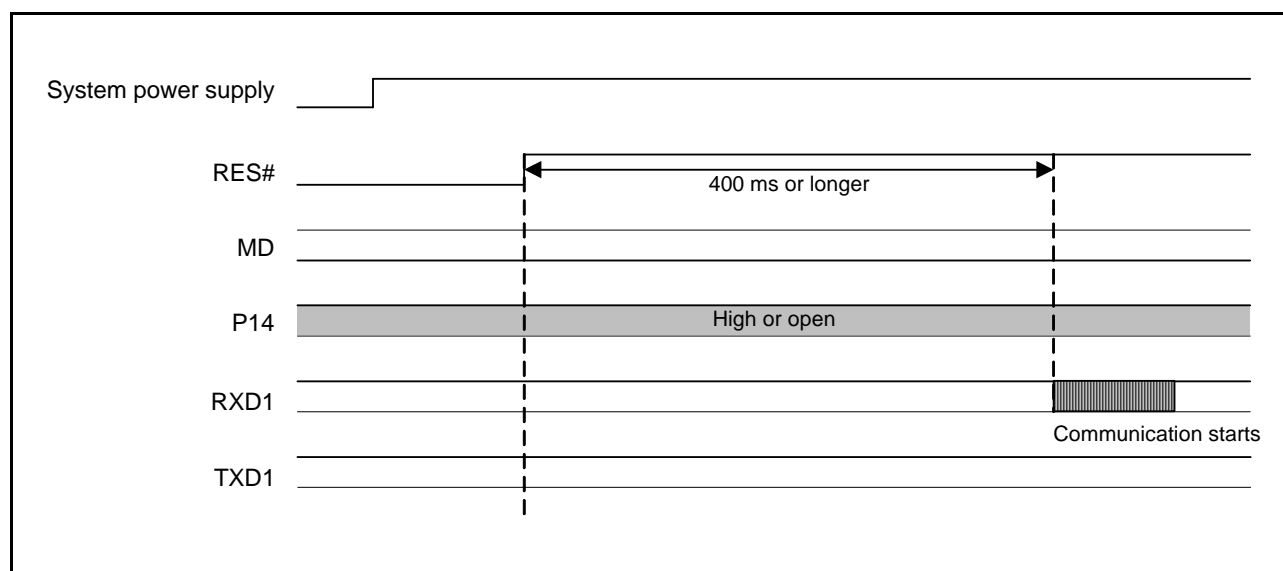 System power supply
RES#
400 ms or longer
MD
P14
High or open
RXD1
Communication starts
TXD1